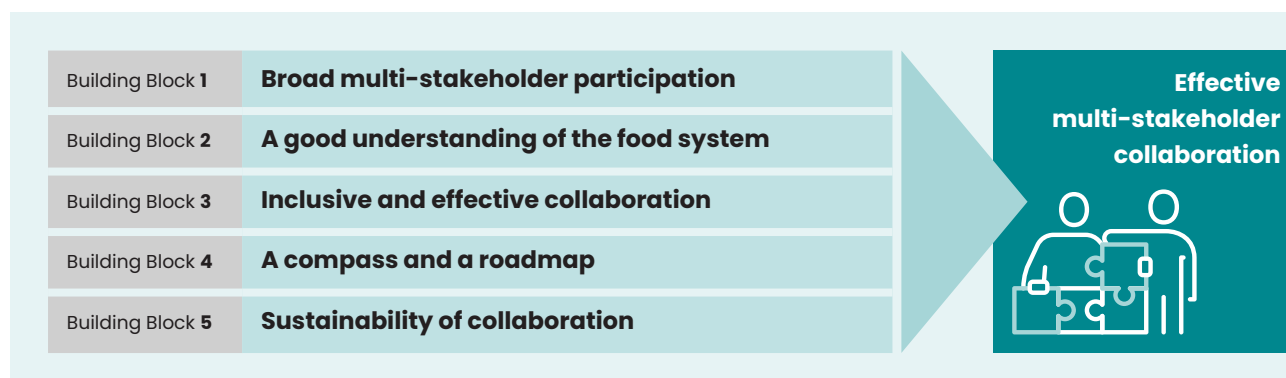 Building Block 1 Broad multi-stakeholder participation
Building Block 2 A good understanding of the food system
Building Block 3 Inclusive and effective collaboration
Building Block 4 A compass and a roadmap
Building Block 5 Sustainability of collaboration
Effective
multi-stakeholder
collaboration